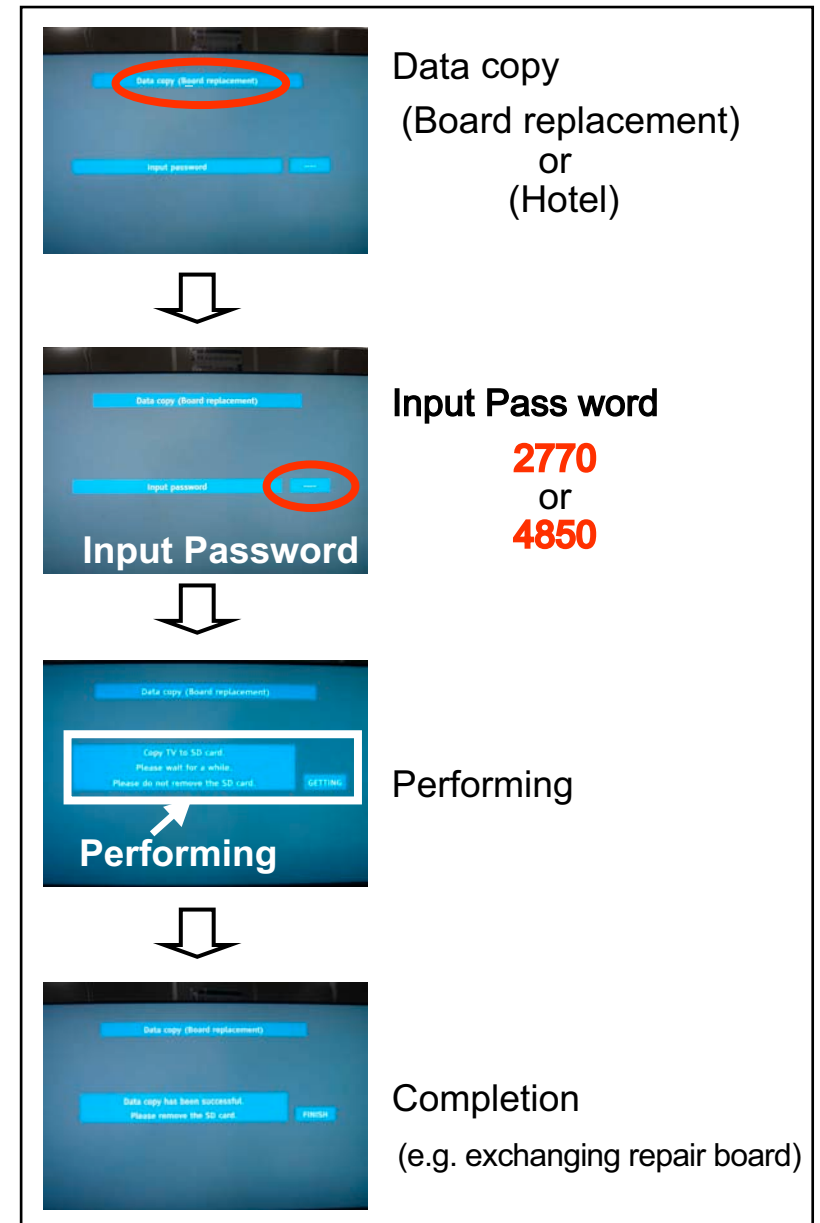 Data copy (Board replacement)
Input password ----
Data copy
(Board replacement)
or
(Hotel)
Data copy (Board replacement)
Input password ----
Input Password
Input Pass word
2770
or
4850
Data copy (Board replacement)
Copy TV to SD card.
Please wait for a while.
Please do not remove the SD card. GETTING
Performing
Performing
Data copy (Board replacement)
Data copy has been successful.
Please remove the SD card. FINISH
Completion
(e.g. exchanging repair board)